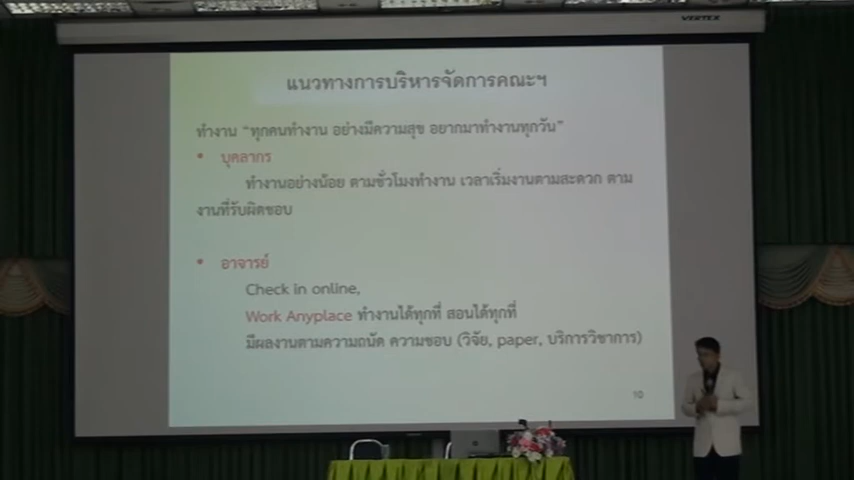 VERTEX
แนวทางการบริหารจัดการคณะฯ
ทำงาน “ทุกคนทำงาน อย่างมีความสุข อยากมาทำงานทุกวัน”
• บุคลากร
ทำงานอย่างน้อย ตามชั่วโมงทำงาน เวลาเริ่มงานตามสะดวก ตาม
งานที่รับผิดชอบ
• อาจารย์
Check in online,
Work Anyplace ทำงานได้ทุกที่ สอนได้ทุกที่
มีผลงานตามความถนัด ความชอบ (วิจัย, paper, บริการวิชาการ)
10